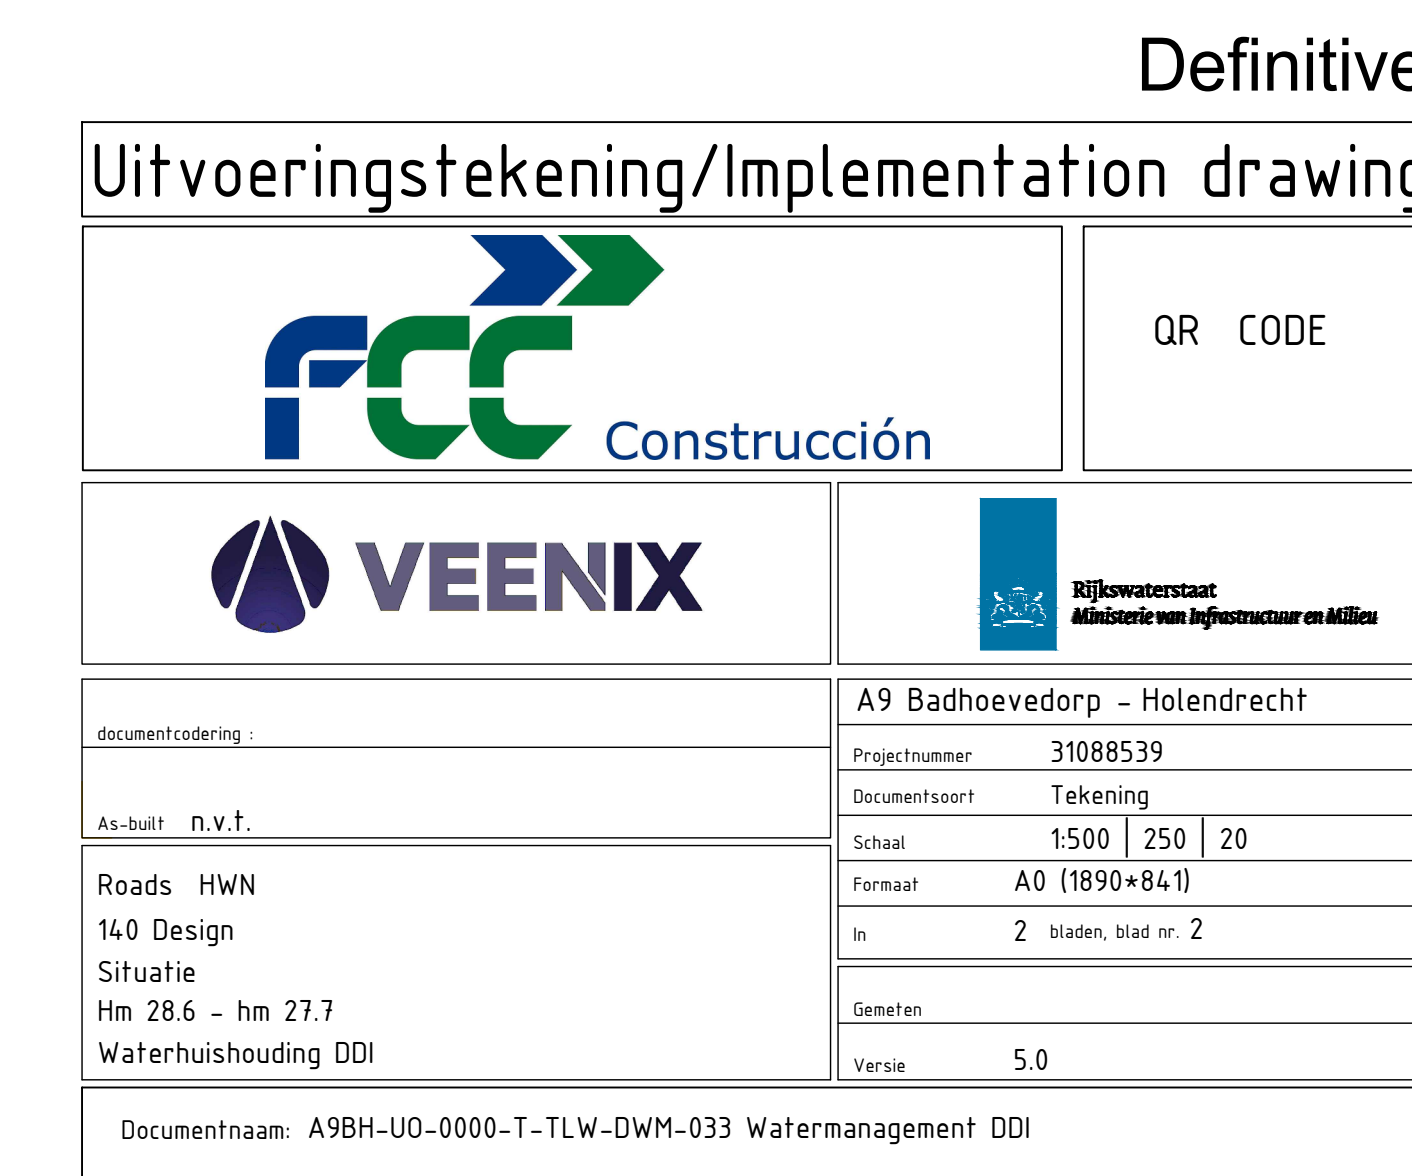 Definitive
Uitvoeringstekening/Implementation drawing
FCC Construcción
QR CODE
VEENIX
Rijkswaterstaat
Ministerie van Infrastructuur en Milieu
documentcodering :
As-built n.v.t.
Roads HWN
140 Design
Situatie
Hm 28.6 - hm 27.7
Waterhuishouding DDI
A9 Badhoevedorp - Holendrecht
Projectnummer 31088539
Documentsoort Tekening
Schaal 1:500 | 250 | 20
Formaat A0 (1890*841)
In 2 bladen, blad nr. 2
Gemeten
Versie 5.0
Documentnaam: A9BH-UO-0000-T-TLW-DWM-033 Watermanagement DDI